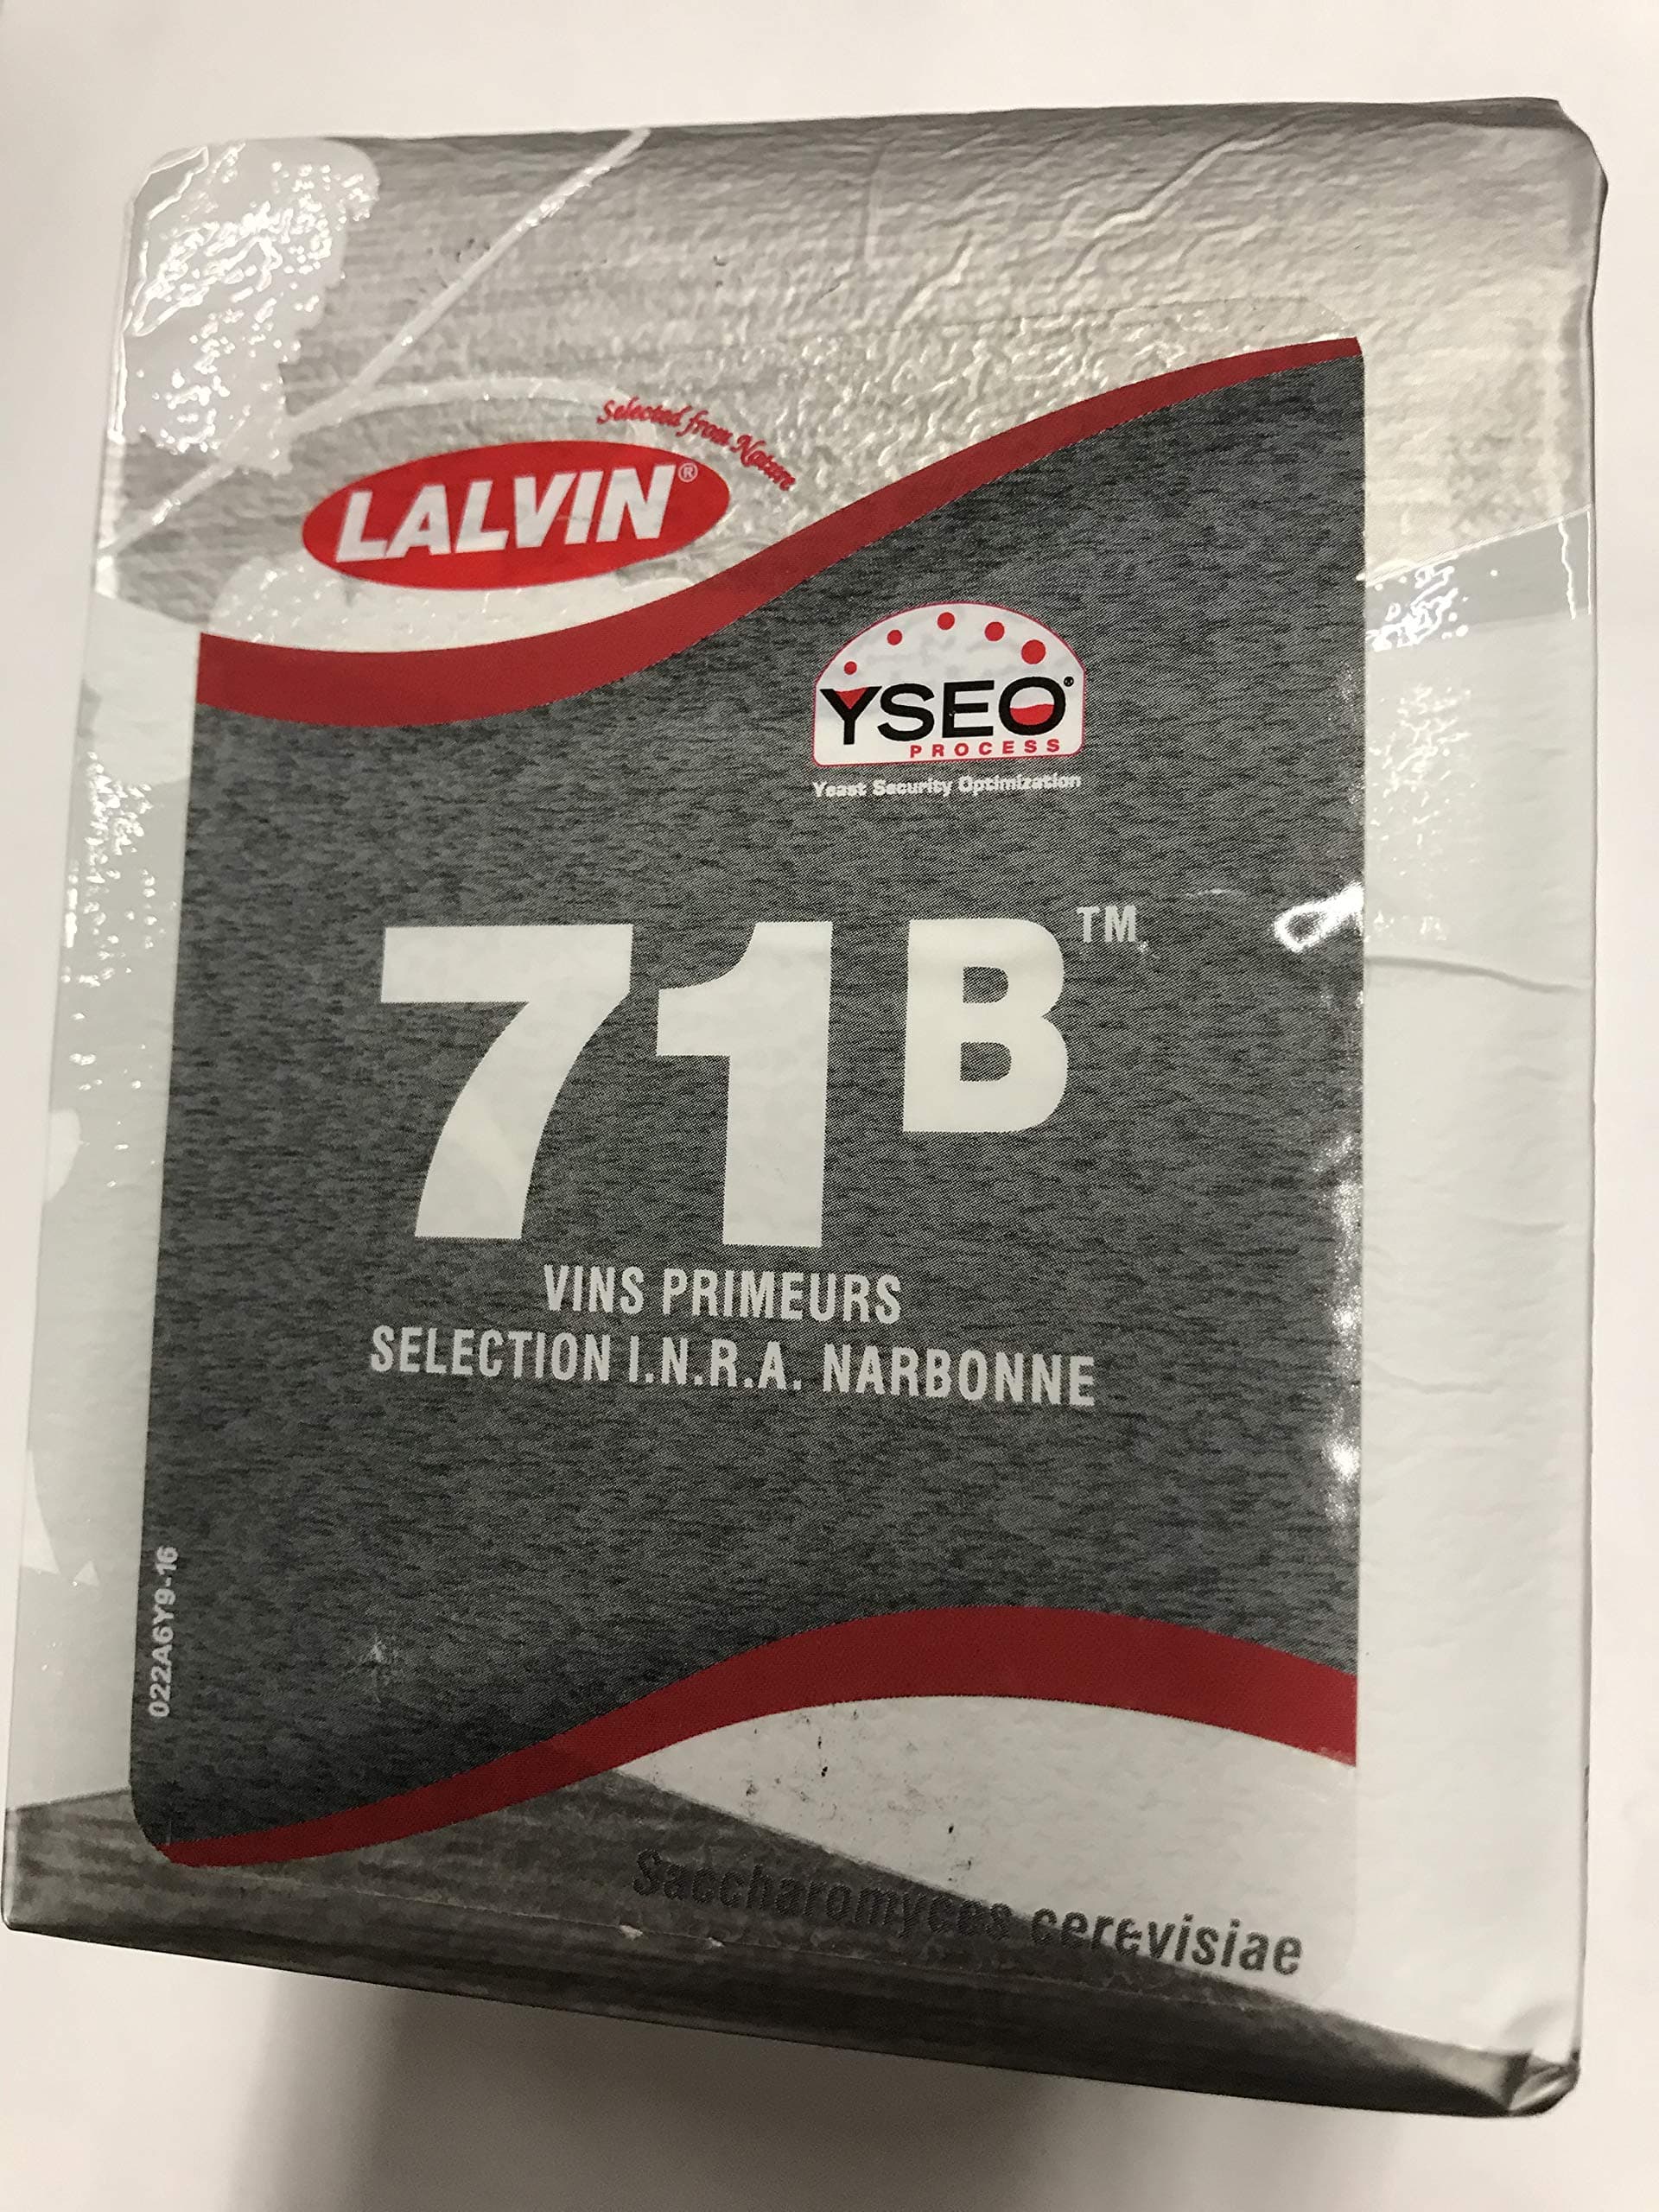 Selected from Nature
LALVIN®
YSEO®
PROCESS
Yeast Security Optimization
71B™
VINS PRIMEURS
SELECTION I.N.R.A. NARBONNE
022A6Y9-16
Saccharomyces cerevisiae